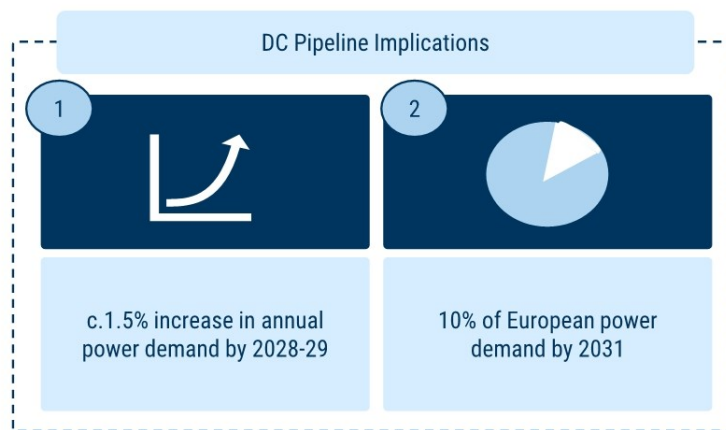 DC Pipeline Implications
1
2
c.1.5% increase in annual
power demand by 2028-29
10% of European power
demand by 2031